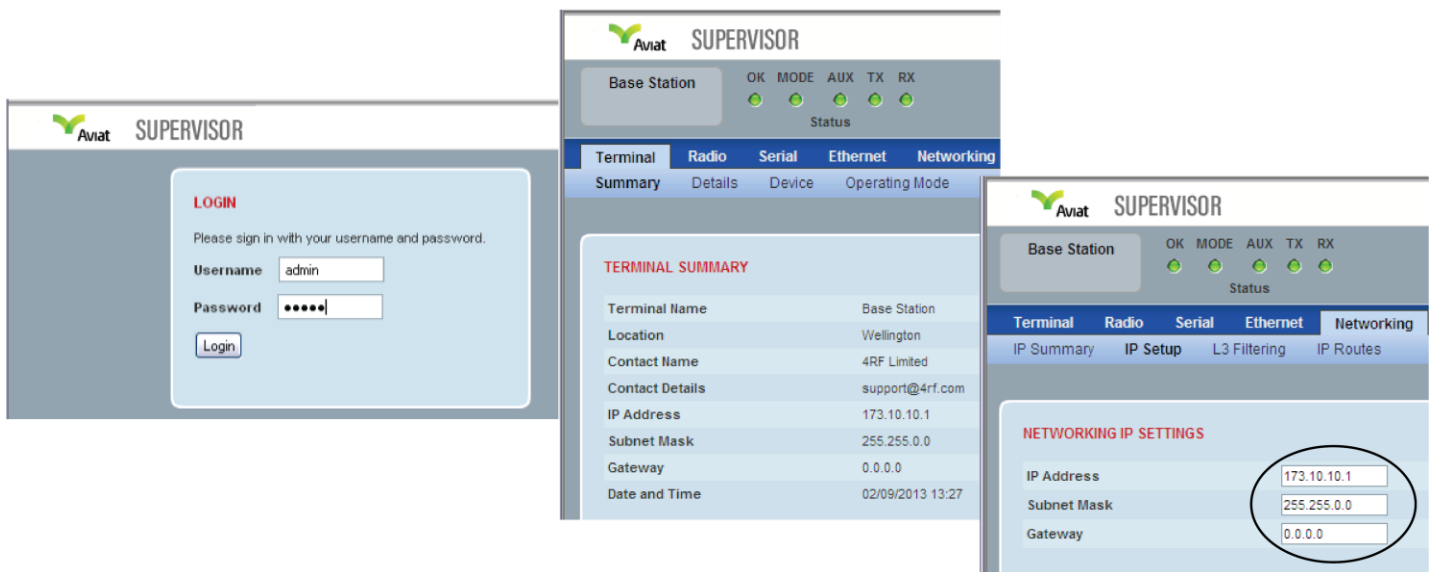 Aviat SUPERVISOR
LOGIN
Please sign in with your username and password.
Username admin
Password •••••
Login
Aviat SUPERVISOR
Base Station
OK MODE AUX TX RX
Status
Terminal Radio Serial Ethernet Networking
Summary Details Device Operating Mode
TERMINAL SUMMARY
Terminal Name Base Station
Location Wellington
Contact Name 4RF Limited
Contact Details support@4rf.com
IP Address 173.10.10.1
Subnet Mask 255.255.0.0
Gateway 0.0.0.0
Date and Time 02/09/2013 13:27
Aviat SUPERVISOR
Base Station
OK MODE AUX TX RX
Status
Terminal Radio Serial Ethernet Networking
IP Summary IP Setup L3 Filtering IP Routes
NETWORKING IP SETTINGS
IP Address 173.10.10.1
Subnet Mask 255.255.0.0
Gateway 0.0.0.0